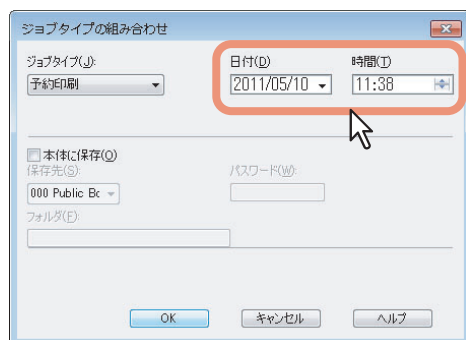 ジョブタイプの組み合わせ
ジョブタイプ(J): 日付(D) 時間(T)
予約印刷 2011/05/10 11:38
本体に保存(O)
保存先(S): パスワード(W):
000 Public Bc
フォルダ(F):
OK キャンセル ヘルプ